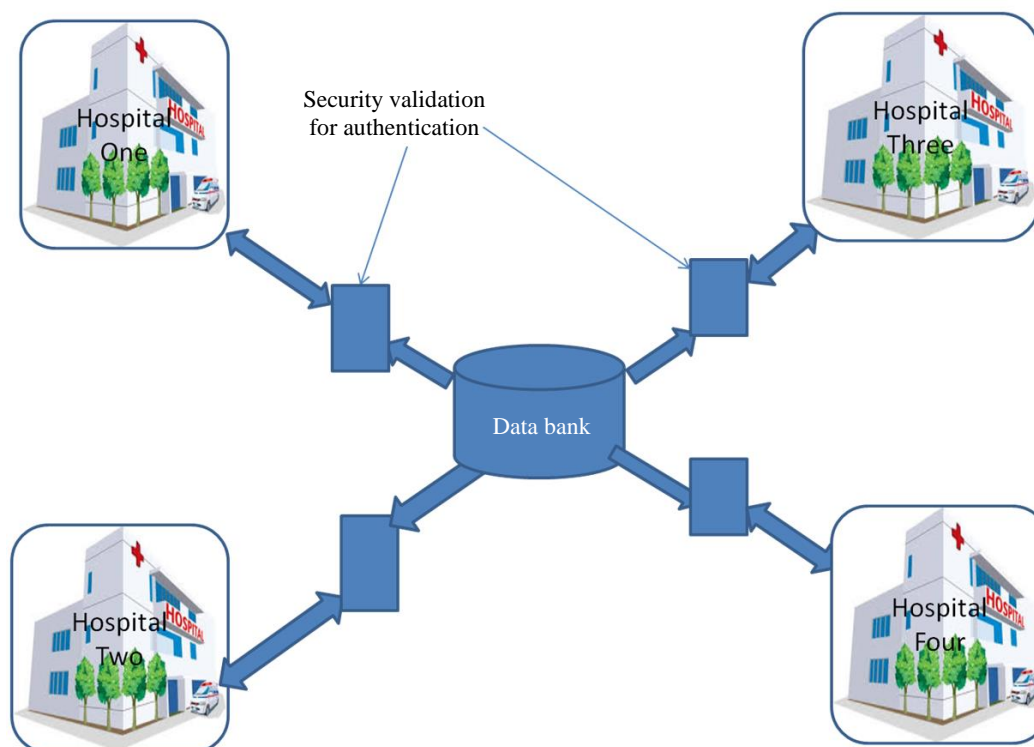 Hospital
One
HOSPITAL
Security validation
for authentication
Hospital
Three
HOSPITAL
Data bank
Hospital
Two
HOSPITAL
Hospital
Four
HOSPITAL